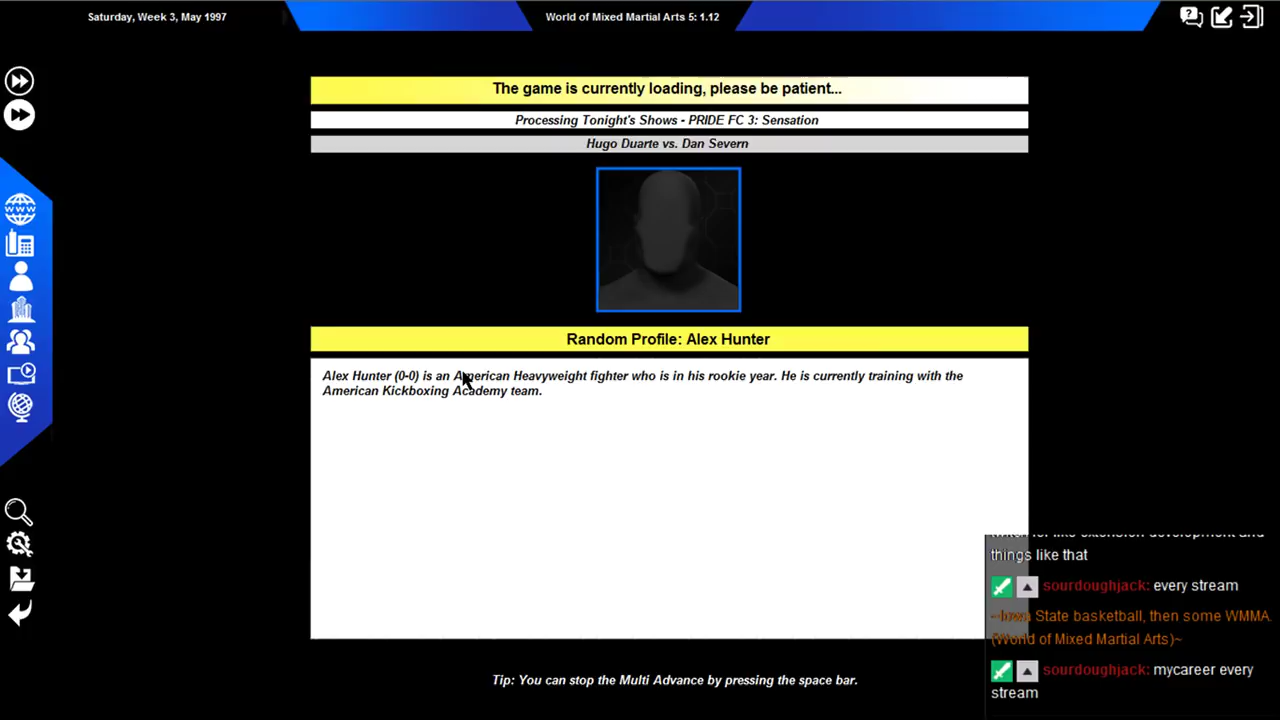 Saturday, Week 3, May 1997
World of Mixed Martial Arts 5: 1.12
The game is currently loading, please be patient...
Processing Tonight's Shows - PRIDE FC 3: Sensation
Hugo Duarte vs. Dan Severn
Random Profile: Alex Hunter
Alex Hunter (0-0) is an American Heavyweight fighter who is in his rookie year. He is currently training with the
American Kickboxing Academy team.
Tip: You can stop the Multi Advance by pressing the space bar.
WWW
things like that
sourdoughjack: every stream
~Iowa State basketball, then some WMMA.
(World of Mixed Martial Arts)~
sourdoughjack: mycareer every
stream